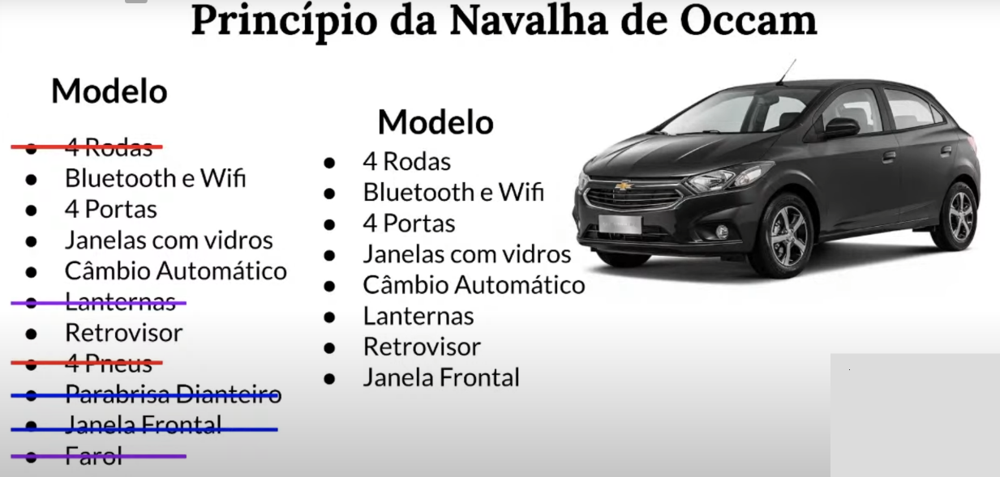 Princípio da Navalha de Occam
Modelo
4 Rodas
Bluetooth e Wifi
4 Portas
Janelas com vidros
Câmbio Automático
Lanternas
Retrovisor
4 Pneus
Parabrisa Dianteiro
Janela Frontal
Farol
Modelo
4 Rodas
Bluetooth e Wifi
4 Portas
Janelas com vidros
Câmbio Automático
Lanternas
Retrovisor
Janela Frontal